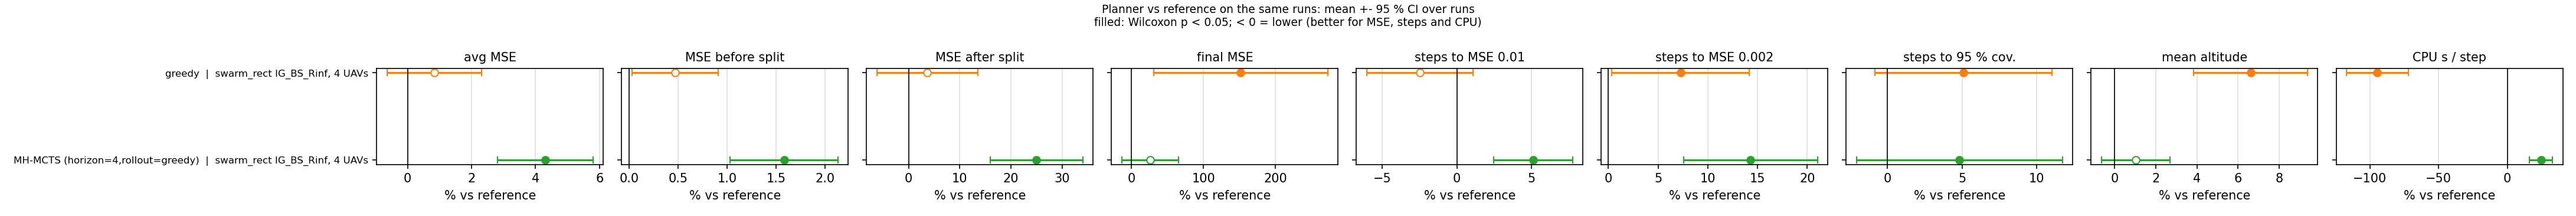 Planner vs reference on the same runs: mean +- 95 % CI over runs
filled: Wilcoxon p < 0.05; < 0 = lower (better for MSE, steps and CPU)
avg MSE
MSE before split
MSE after split
final MSE
steps to MSE 0.01
steps to MSE 0.002
steps to 95 % cov.
mean altitude
CPU s / step
greedy | swarm_rect IG_BS_Rinf, 4 UAVs
MH-MCTS (horizon=4,rollout=greedy) | swarm_rect IG_BS_Rinf, 4 UAVs
0 2 4 6
0.0 0.5 1.0 1.5 2.0
0 10 20 30
0 100 200
−5 0 5
0 5 10 15 20
0 5 10
0 2 4 6 8
−100 −50 0
% vs reference
% vs reference
% vs reference
% vs reference
% vs reference
% vs reference
% vs reference
% vs reference
% vs reference